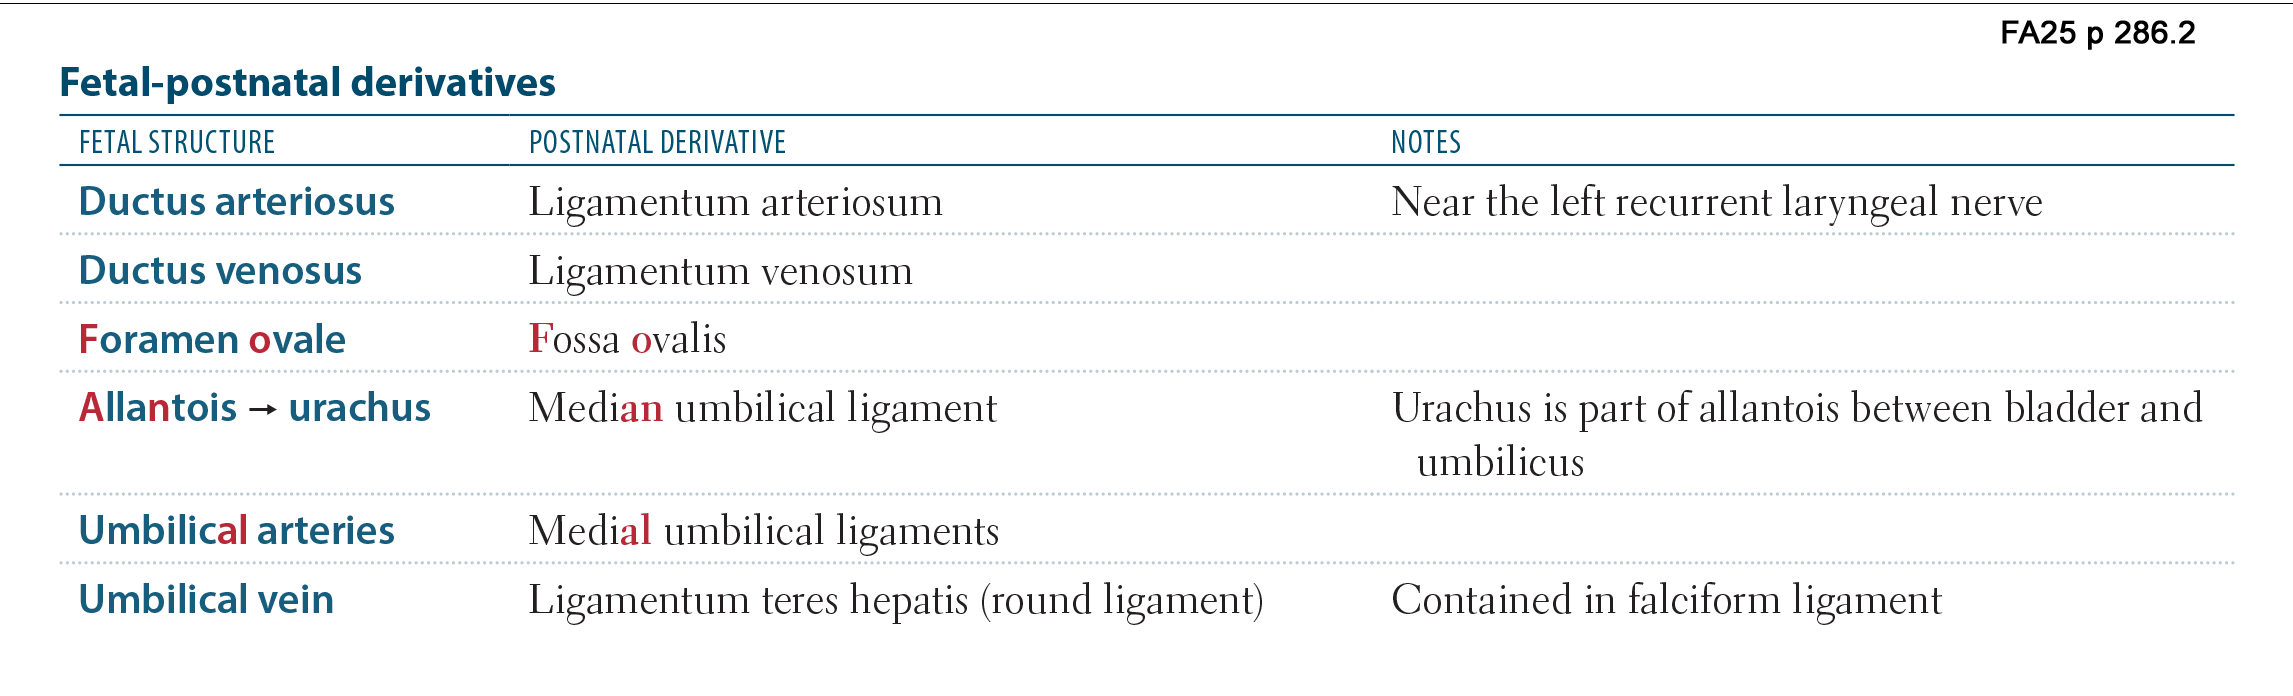 FA25 p 286.2
Fetal-postnatal derivatives
FETAL STRUCTURE POSTNATAL DERIVATIVE NOTES
Ductus arteriosus Ligamentum arteriosum Near the left recurrent laryngeal nerve
Ductus venosus Ligamentum venosum
Foramen ovale Fossa ovalis
Allantois → urachus Median umbilical ligament Urachus is part of allantois between bladder and
umbilicus
Umbilical arteries Medial umbilical ligaments
Umbilical vein Ligamentum teres hepatis (round ligament) Contained in falciform ligament